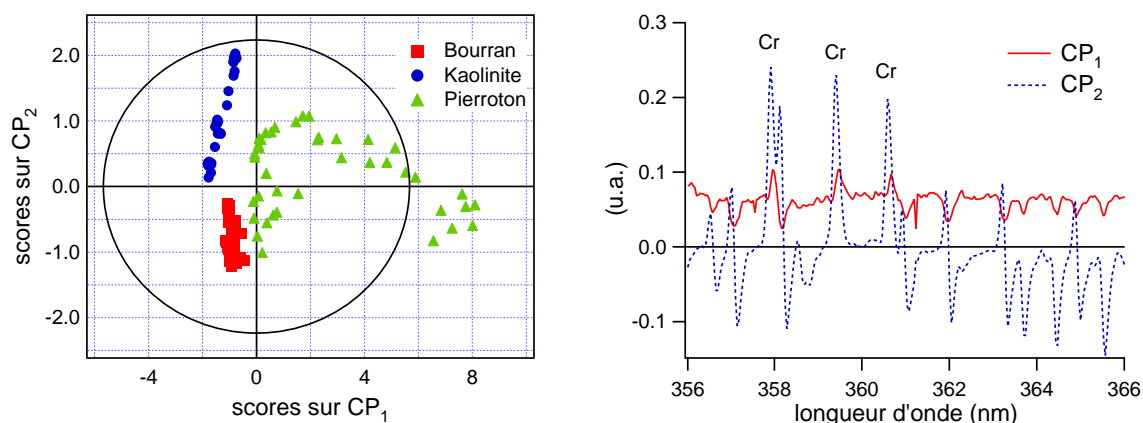 scores sur CP2
2.0
1.0
0.0
-1.0
-2.0
-4
0
4
8
scores sur CP1
Bourran
Kaolinite
Pierroton
(u.a.)
0.3
0.2
0.1
0.0
-0.1
Cr
Cr
Cr
CP1
CP2
356
358
360
362
364
366
longueur d'onde (nm)